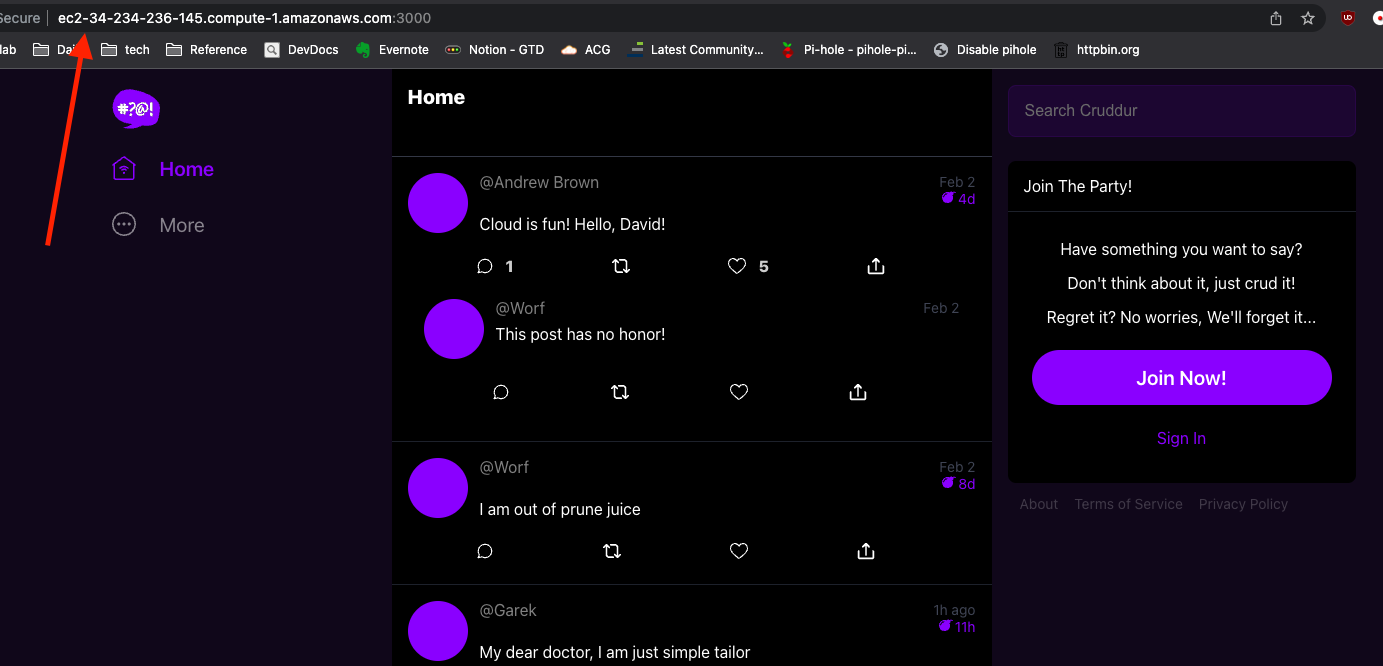 ecure ec2-34-234-236-145.compute-1.amazonaws.com:3000
UD
lab Dai tech Reference DevDocs Evernote Notion - GTD ACG Latest Community... Pi-hole - pihole-pi... Disable pihole httpbin.org
#?@!
Home
More
Home
@Andrew Brown Feb 2
4d
Cloud is fun! Hello, David!
1 5
@Worf Feb 2
This post has no honor!
@Worf Feb 2
8d
I am out of prune juice
@Garek 1h ago
11h
My dear doctor, I am just simple tailor
Search Cruddur
Join The Party!
Have something you want to say?
Don't think about it, just crud it!
Regret it? No worries, We'll forget it...
Join Now!
Sign In
About Terms of Service Privacy Policy